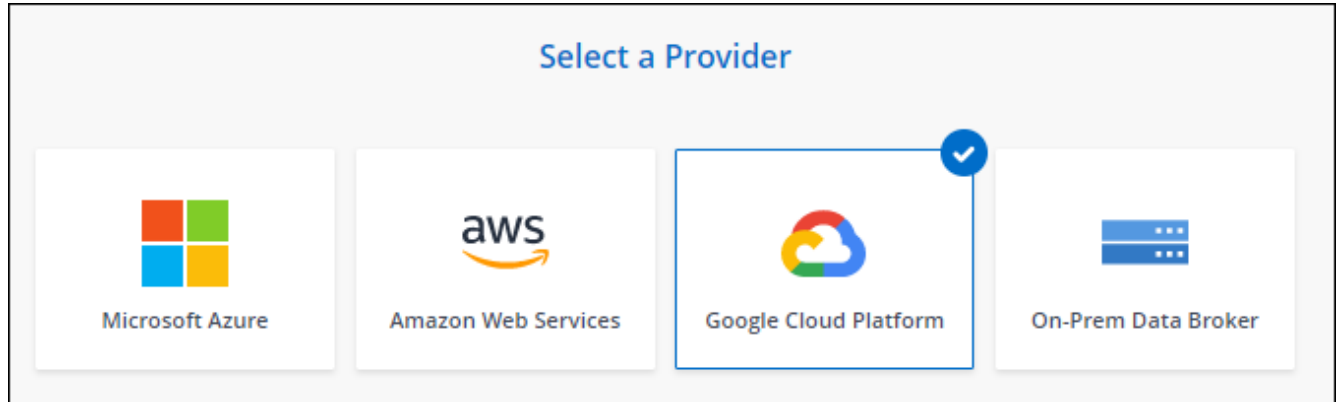 Select a Provider
aws
Microsoft Azure
Amazon Web Services
Google Cloud Platform
On-Prem Data Broker